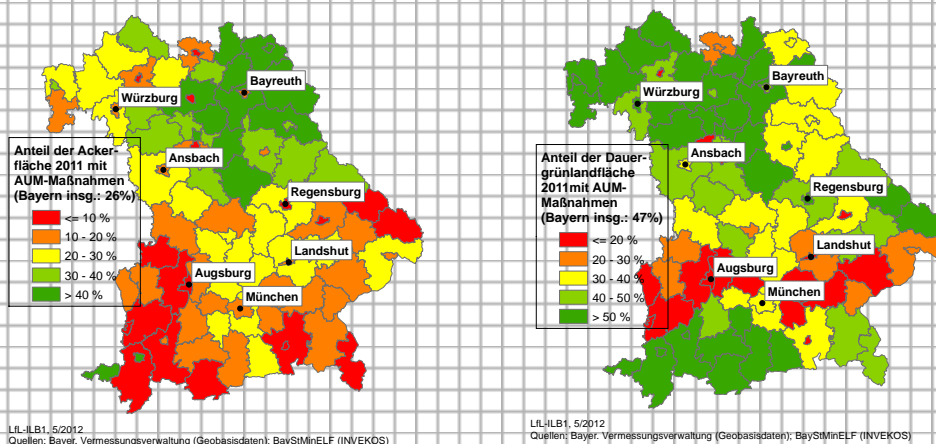 Bayreuth
Würzburg
Anteil der Acker-
fläche 2011 mit
AUM-Maßnahmen
(Bayern insg.: 26%)
<= 10 %
10 - 20 %
20 - 30 %
30 - 40 %
> 40 %
Ansbach
Regensburg
Landshut
Augsburg
München
LfL-ILB1, 5/2012
Quellen: Bayer. Vermessungsverwaltung (Geobasisdaten); BayStMinELF (INVEKOS)
Bayreuth
Würzburg
Anteil der Dauer-
grünlandfläche
2011mit AUM-
Maßnahmen
(Bayern insg.: 47%)
<= 20 %
20 - 30 %
30 - 40 %
40 - 50 %
> 50 %
Ansbach
Regensburg
Landshut
Augsburg
München
LfL-ILB1, 5/2012
Quellen: Bayer. Vermessungsverwaltung (Geobasisdaten); BayStMinELF (INVEKOS)